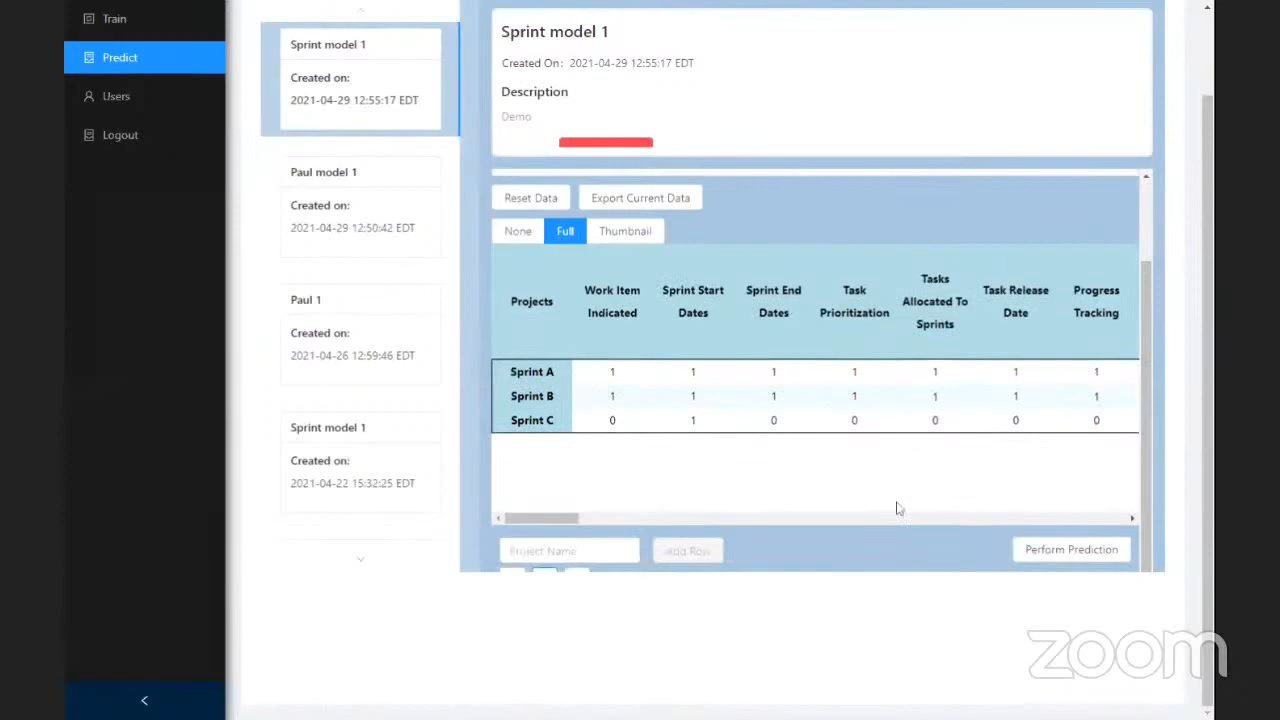 Train
Predict
Users
Logout
Sprint model 1
Created on:
2021-04-29 12:55:17 EDT
Paul model 1
Created on:
2021-04-29 12:50:42 EDT
Paul 1
Created on:
2021-04-26 12:59:46 EDT
Sprint model 1
Created on:
2021-04-22 15:32:25 EDT
Sprint model 1
Created On: 2021-04-29 12:55:17 EDT
Description
Demo
Reset Data Export Current Data
None Full Thumbnail
Projects Work Item Indicated Sprint Start Dates Sprint End Dates Task Prioritization Tasks Allocated To Sprints Task Release Date Progress Tracking
Sprint A 1 1 1 1 1 1 1
Sprint B 1 1 1 1 1 1 1
Sprint C 0 1 0 0 0 0 0
Project Name Add Row Perform Prediction
zoom